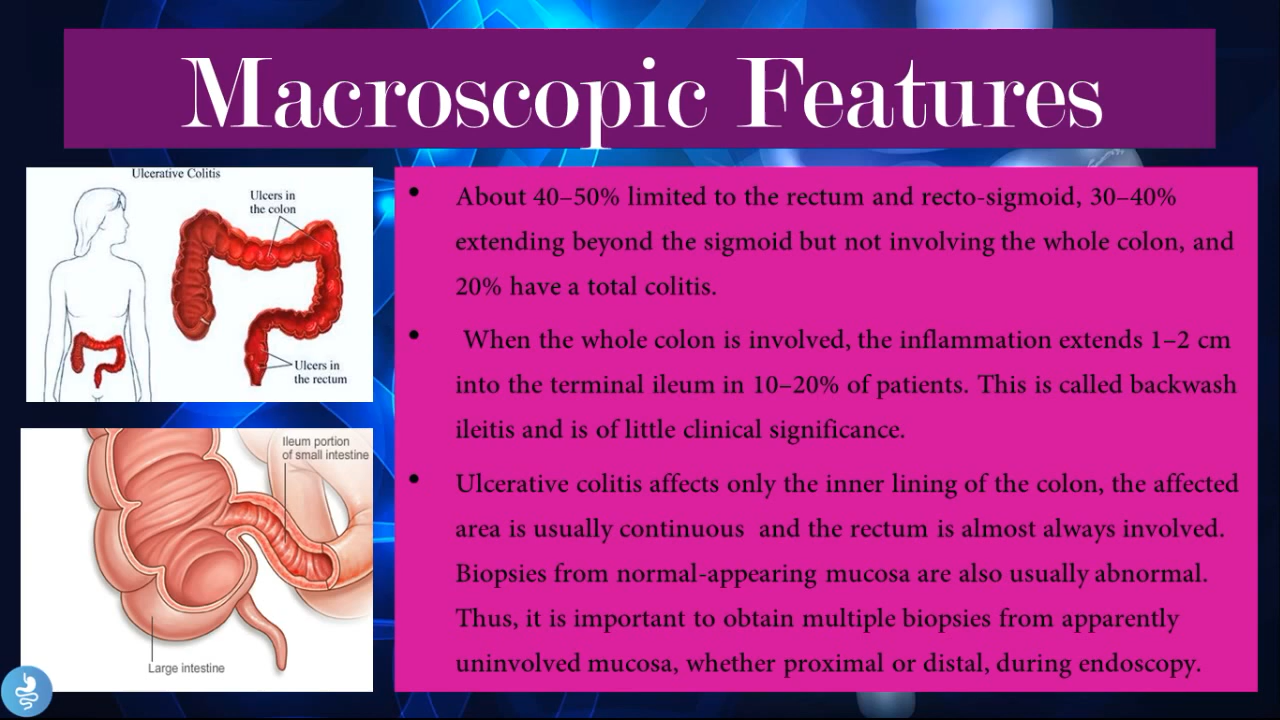 Macroscopic Features
Ulcerative Colitis
Ulcers in
the colon
Ulcers in
the rectum
Ileum portion
of small intestine
Large intestine
• About 40–50% limited to the rectum and recto-sigmoid, 30–40%
extending beyond the sigmoid but not involving the whole colon, and
20% have a total colitis.
• When the whole colon is involved, the inflammation extends 1–2 cm
into the terminal ileum in 10–20% of patients. This is called backwash
ileitis and is of little clinical significance.
• Ulcerative colitis affects only the inner lining of the colon, the affected
area is usually continuous and the rectum is almost always involved.
Biopsies from normal-appearing mucosa are also usually abnormal.
Thus, it is important to obtain multiple biopsies from apparently
uninvolved mucosa, whether proximal or distal, during endoscopy.